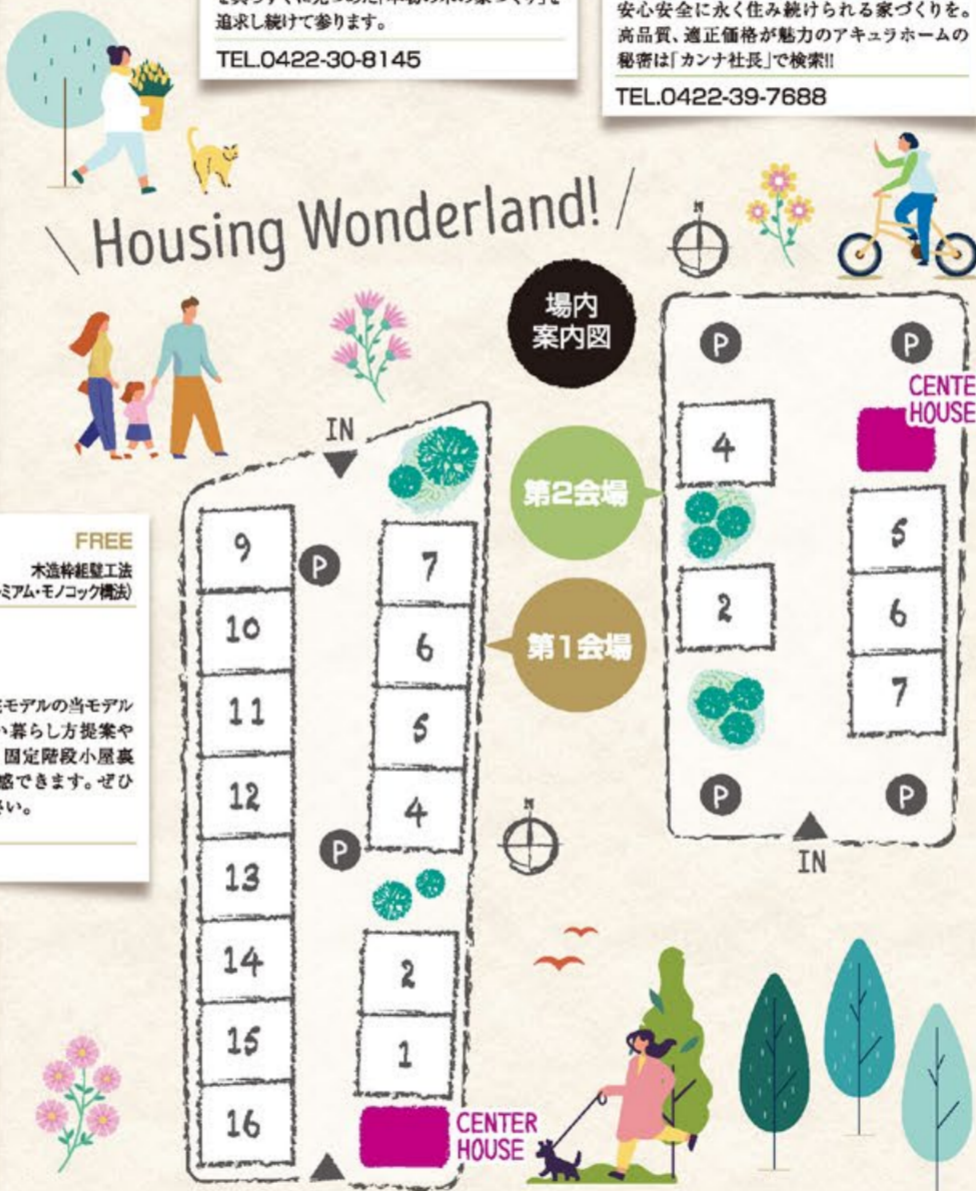 追求し続けて参ります。
TEL.0422-30-8145
安心安全に永く住み続けられる家づくりを。
高品質、適正価格が魅力のアキュラホームの
秘密は「カンナ社長」で検索!!
TEL.0422-39-7688
\ Housing Wonderland! /
N
場内
案内図
P
P
CENTE
HOUSE
4
第2会場
5
2
6
7
P
P
IN
IN
第1会場
FREE
木造枠組壁工法
ミアム・モノコック構法)
モデルの当モデル
い暮らし方提案や
固定階段小屋裏
感できます。ぜひ
さい。
9
P
7
10
6
11
5
12
4
P
N
13
14
2
15
1
16
CENTER
HOUSE